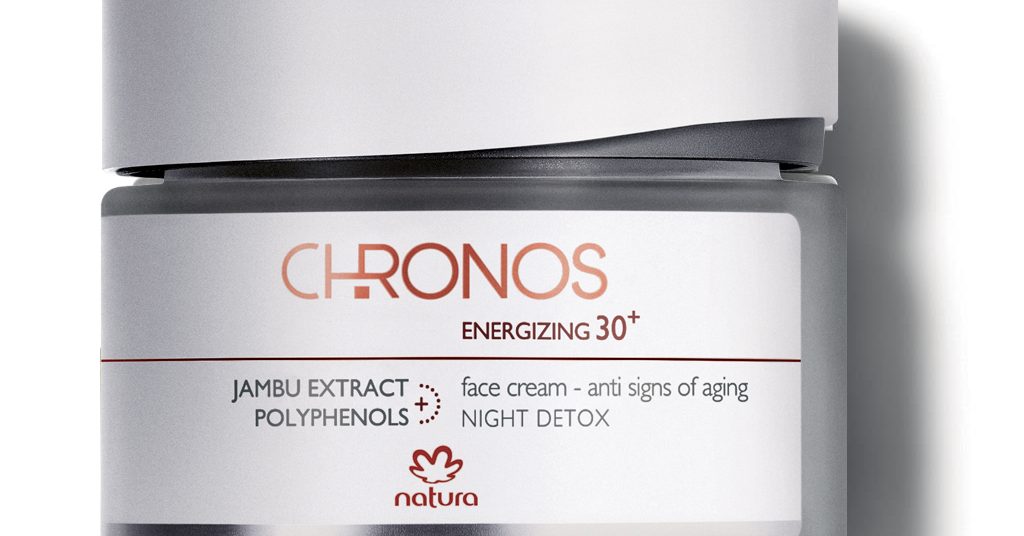 CHRONOS
ENERGIZING 30+
JAMBU EXTRACT
POLYPHENOLS
+
face cream - anti signs of aging
NIGHT DETOX
natura